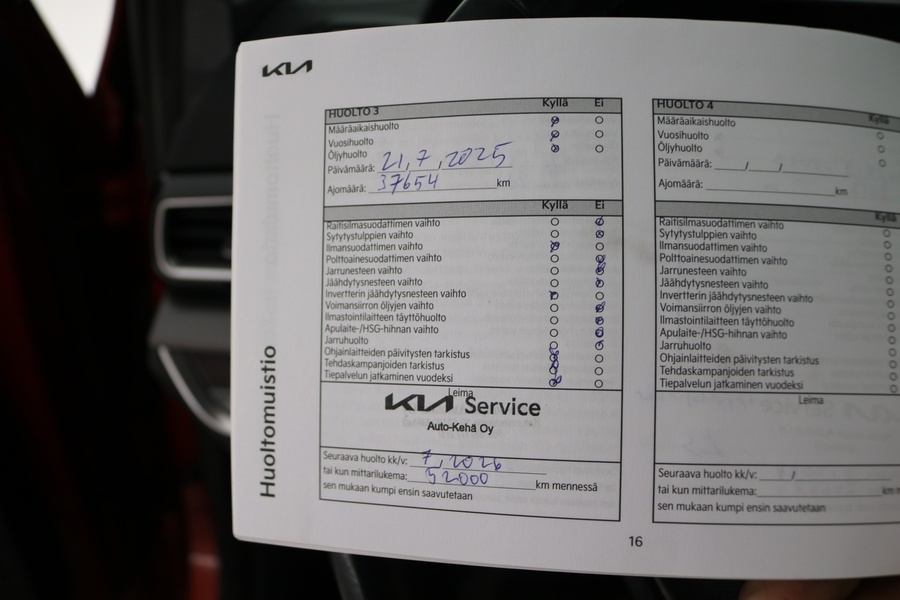 KIA
Huoltomuistio
HUOLTO 3 Kyllä Ei
Määräaikaishuolto
Vuosihuolto
Öljyhuolto
Päivämäärä: 21,7,2025
Ajomäärä: 37654 km
Kyllä Ei
Raitisilmasuodattimen vaihto
Sytytystulppien vaihto
Ilmansuodattimen vaihto
Polttoainesuodattimen vaihto
Jarrunesteen vaihto
Jäähdytysnesteen vaihto
Invertterin jäähdytysnesteen vaihto
Voimansiirron öljyjen vaihto
Ilmastointilaitteen täyttöhuolto
Apulaite-/HSG-hihnan vaihto
Jarruhuolto
Ohjainlaitteiden päivitysten tarkistus
Tehdaskampanjoiden tarkistus
Tiepalvelun jatkaminen vuodeksi
Leima
KIA Service
Auto-Kehä Oy
Seuraava huolto kk/v: 7,2026
tai kun mittarilukema: 52000 km mennessä
sen mukaan kumpi ensin saavutetaan
HUOLTO 4 Kyllä
Määräaikaishuolto
Vuosihuolto
Öljyhuolto
Päivämäärä: / /
Ajomäärä: km
Kyllä
Raitisilmasuodattimen vaihto
Sytytystulppien vaihto
Ilmansuodattimen vaihto
Polttoainesuodattimen vaihto
Jarrunesteen vaihto
Jäähdytysnesteen vaihto
Invertterin jäähdytysnesteen vaihto
Voimansiirron öljyjen vaihto
Ilmastointilaitteen täyttöhuolto
Apulaite-/HSG-hihnan vaihto
Jarruhuolto
Ohjainlaitteiden päivitysten tarkistus
Tehdaskampanjoiden tarkistus
Tiepalvelun jatkaminen vuodeksi
Leima
Seuraava huolto kk/v: /
tai kun mittarilukema: km
sen mukaan kumpi ensin saavutetaan
16